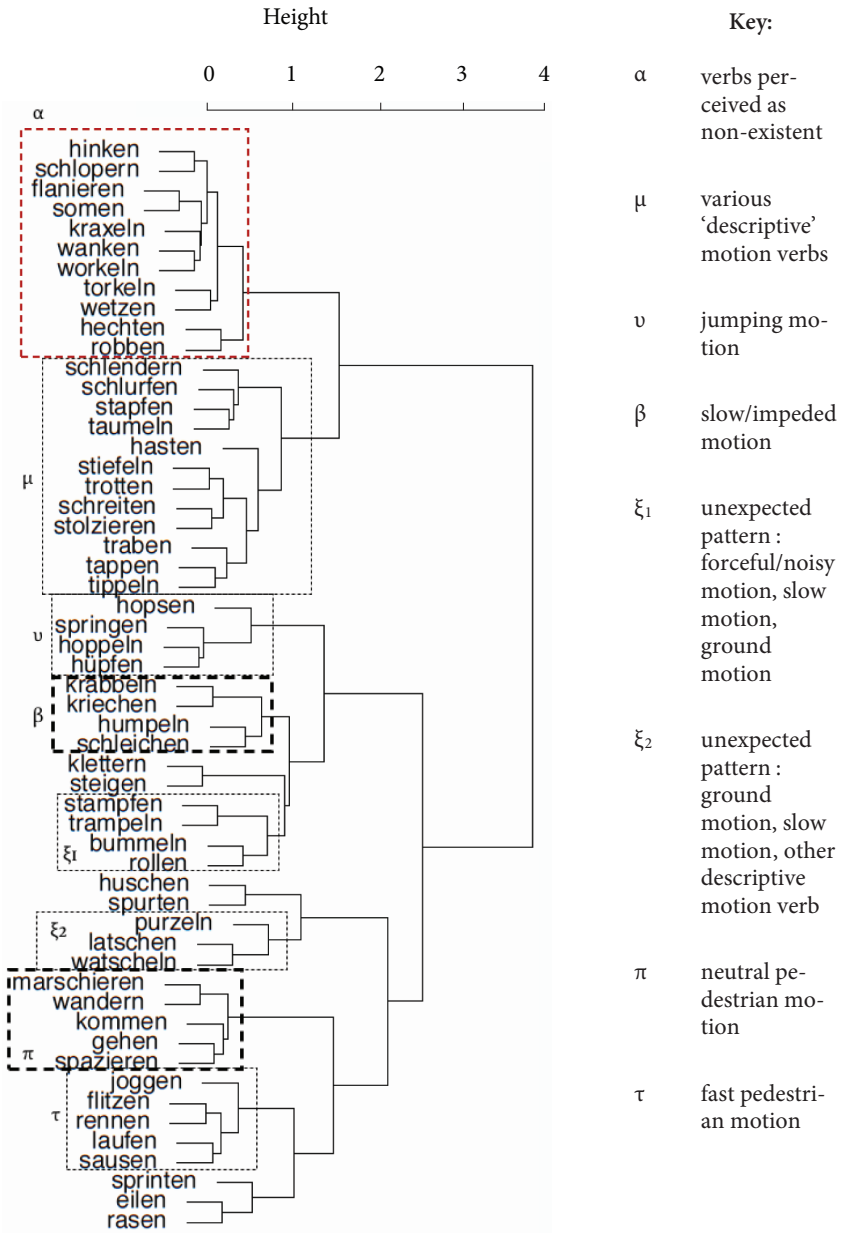 Height
0 1 2 3 4
α
hinken
schlopern
flanieren
somen
kraxeln
wanken
workeln
torkeln
wetzen
hechten
robben
schlendern
schlurfen
stapfen
taumeln
hasten
μ
stiefeln
trotten
schreiten
stolzieren
traben
tappen
tippeln
hopsen
υ
springen
hoppeln
hüpfen
krabbeln
β
kriechen
humpeln
schleichen
klettern
steigen
stampfen
trampeln
bummeln
ξ1
rollen
huschen
spurten
ξ2
purzeln
latschen
watscheln
marschieren
wandern
kommen
gehen
π
spazieren
joggen
τ
flitzen
rennen
laufen
sausen
sprinten
eilen
rasen
Key:
α verbs per-
ceived as
non-existent
μ various
‘descriptive’
motion verbs
υ jumping mo-
tion
β slow/impeded
motion
ξ1 unexpected
pattern :
forceful/noisy
motion, slow
motion,
ground
motion
ξ2 unexpected
pattern :
ground
motion, slow
motion, other
descriptive
motion verb
π neutral pe-
destrian mo-
tion
τ fast pedestri-
an motion